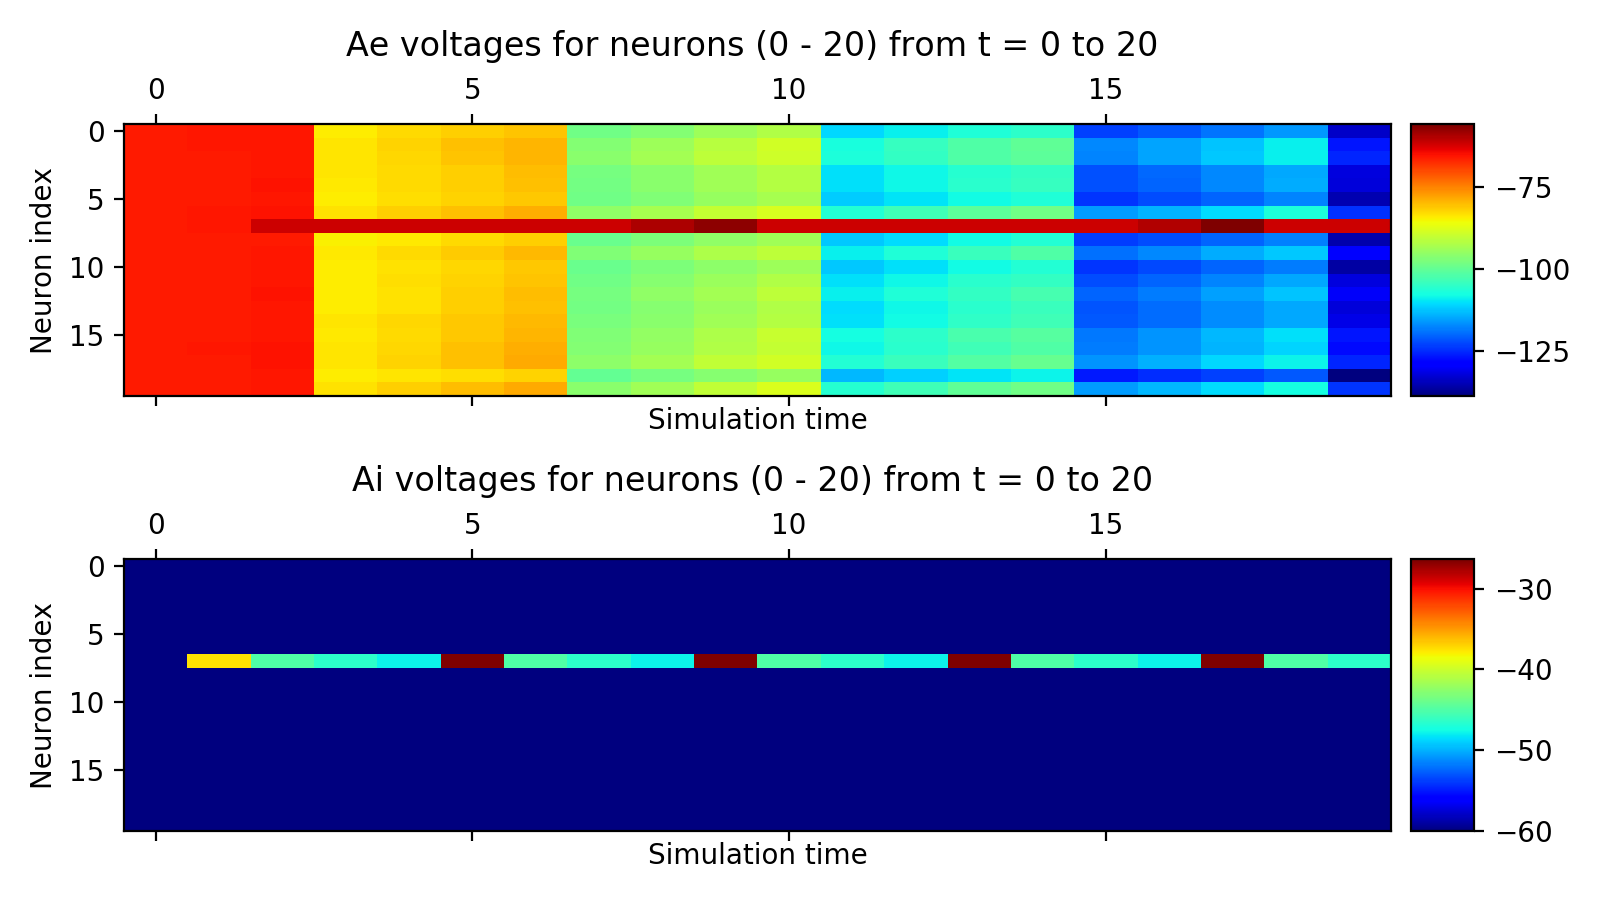 Ae voltages for neurons (0 - 20) from t = 0 to 20
0 5 10 15
0
5
10
15
Neuron index
Simulation time
−75
−100
−125
Ai voltages for neurons (0 - 20) from t = 0 to 20
0 5 10 15
0
5
10
15
Neuron index
Simulation time
−30
−40
−50
−60